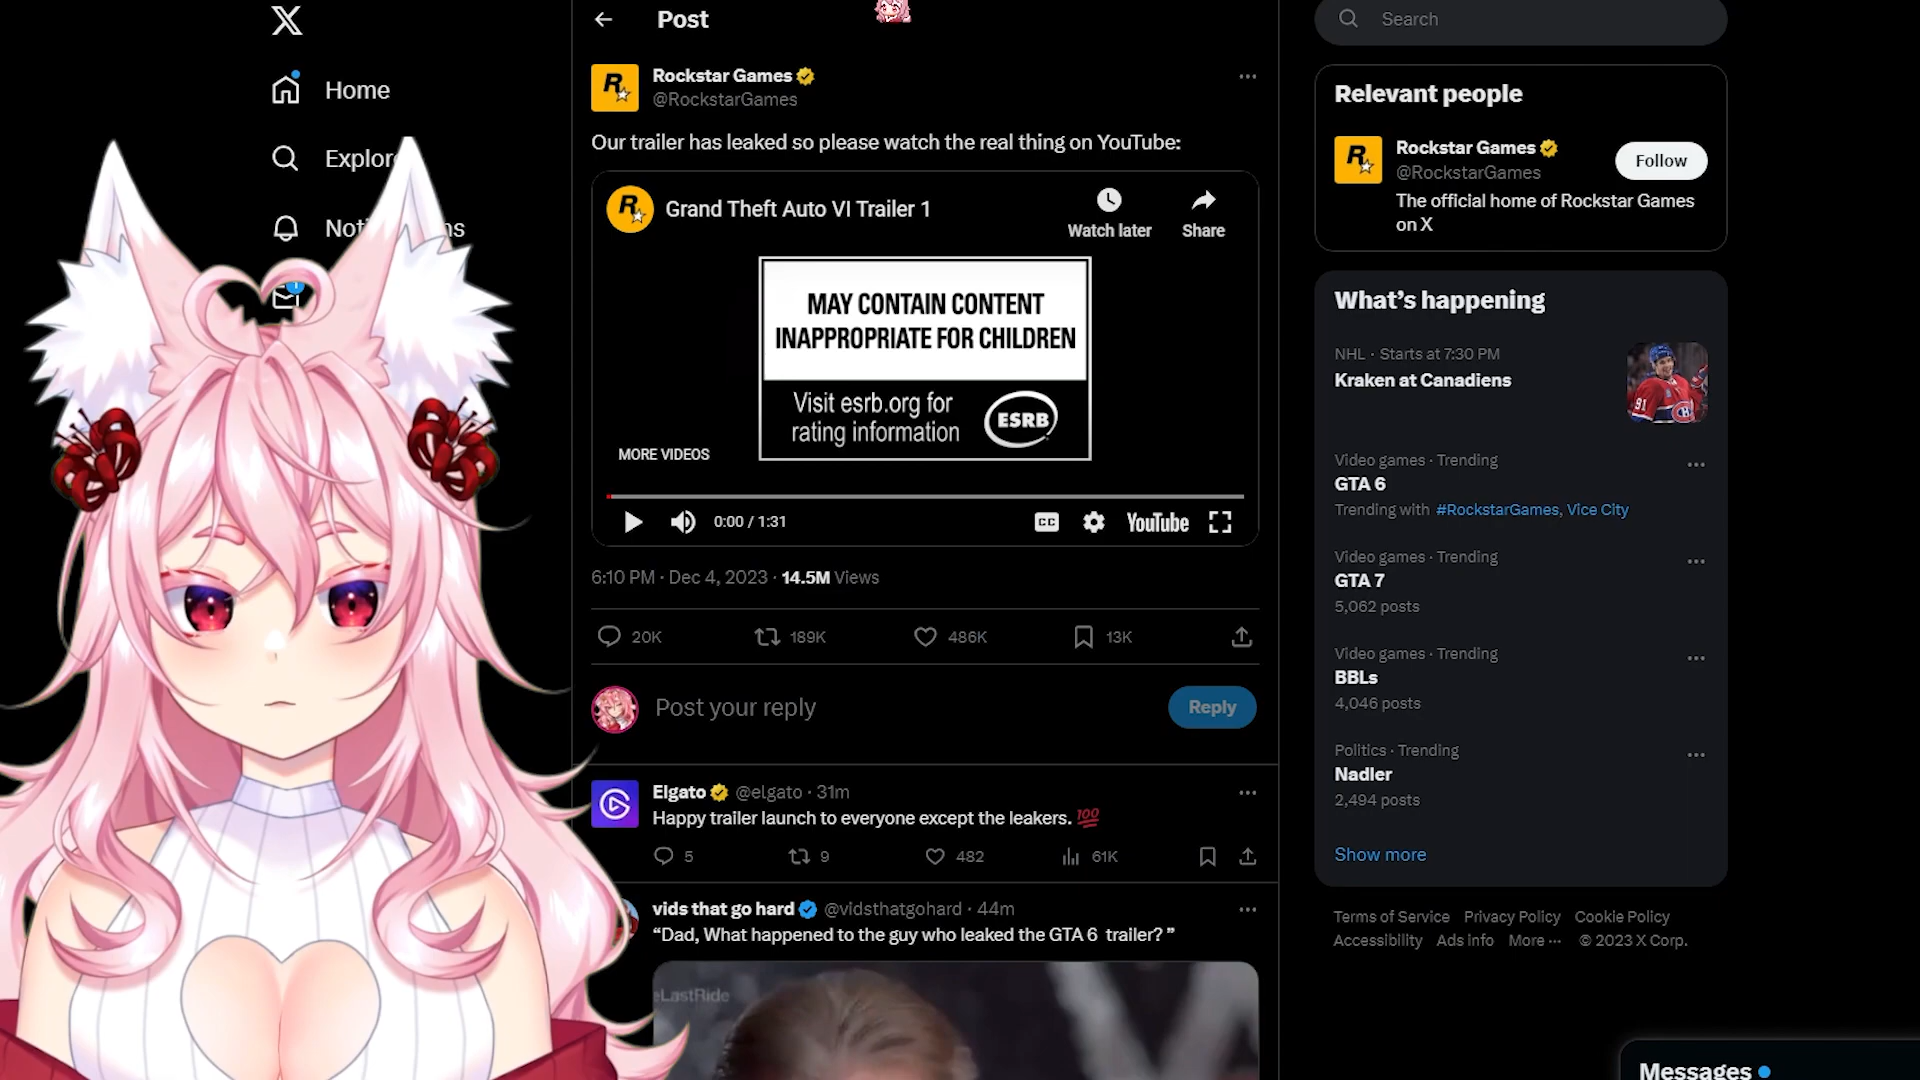 Home
Explore
Post
Rockstar Games
@RockstarGames
Our trailer has leaked so please watch the real thing on YouTube:
Grand Theft Auto VI Trailer 1
Watch later
Share
MAY CONTAIN CONTENT
INAPPROPRIATE FOR CHILDREN
Visit esrb.org for
rating information
ESRB
MORE VIDEOS
0:00 / 1:31
CC
YouTube
6:10 PM · Dec 4, 2023 · 14.5M Views
20K
189K
486K
13K
Post your reply
Reply
Elgato @elgato · 31m
Happy trailer launch to everyone except the leakers. 💯
5
9
482
61K
vids that go hard @vidsthatgohard · 44m
“Dad, What happened to the guy who leaked the GTA 6 trailer? ”
eLastRide
Search
Relevant people
Rockstar Games
@RockstarGames
Follow
The official home of Rockstar Games
on X
What’s happening
NHL · Starts at 7:30 PM
Kraken at Canadiens
91
Video games · Trending
GTA 6
Trending with #RockstarGames, Vice City
Video games · Trending
GTA 7
5,062 posts
Video games · Trending
BBLs
4,046 posts
Politics · Trending
Nadler
2,494 posts
Show more
Terms of Service Privacy Policy Cookie Policy
Accessibility Ads info More ··· © 2023 X Corp.
Messages